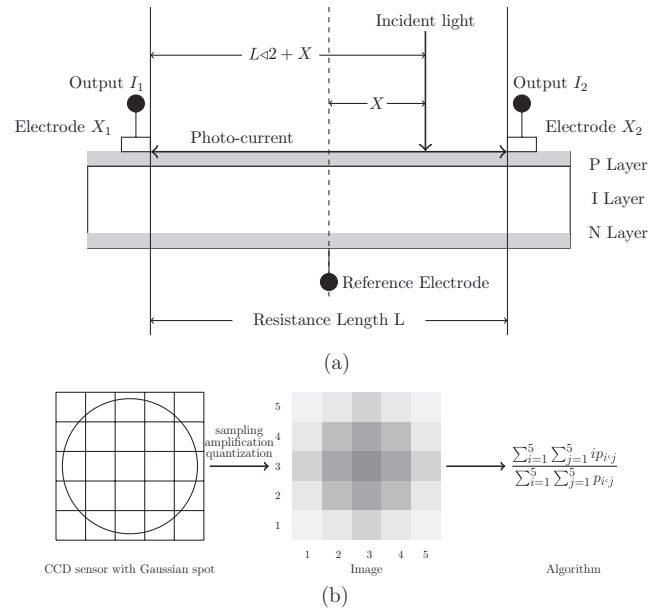 Incident light
L◁2 + X
Output I₁
Output I₂
X
Electrode X₁
Electrode X₂
Photo-current
P Layer
I Layer
N Layer
Reference Electrode
Resistance Length L
(a)
sampling
amplification
quantization
5
4
3
2
1
1 2 3 4 5
∑⁵ᵢ₌₁ ∑⁵ⱼ₌₁ ipᵢ‘ⱼ
∑⁵ᵢ₌₁ ∑⁵ⱼ₌₁ pᵢ‘ⱼ
CCD sensor with Gaussian spot
Image
Algorithm
(b)